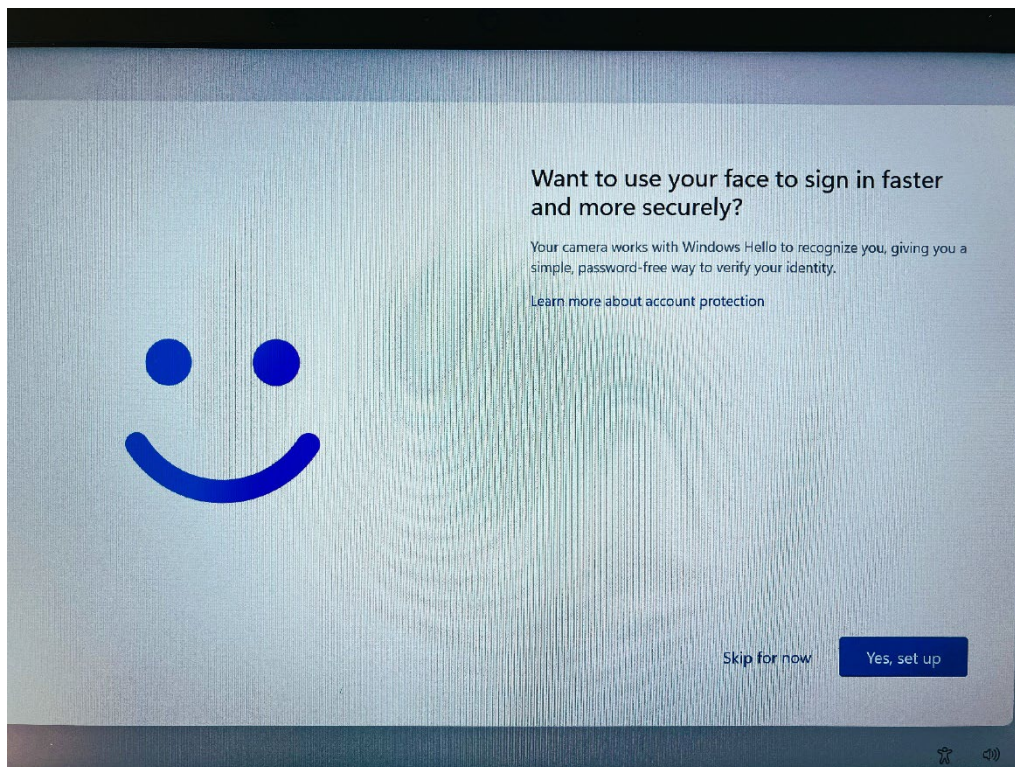 Want to use your face to sign in faster
and more securely?
Your camera works with Windows Hello to recognize you, giving you a
simple, password-free way to verify your identity.
Learn more about account protection
Skip for now
Yes, set up